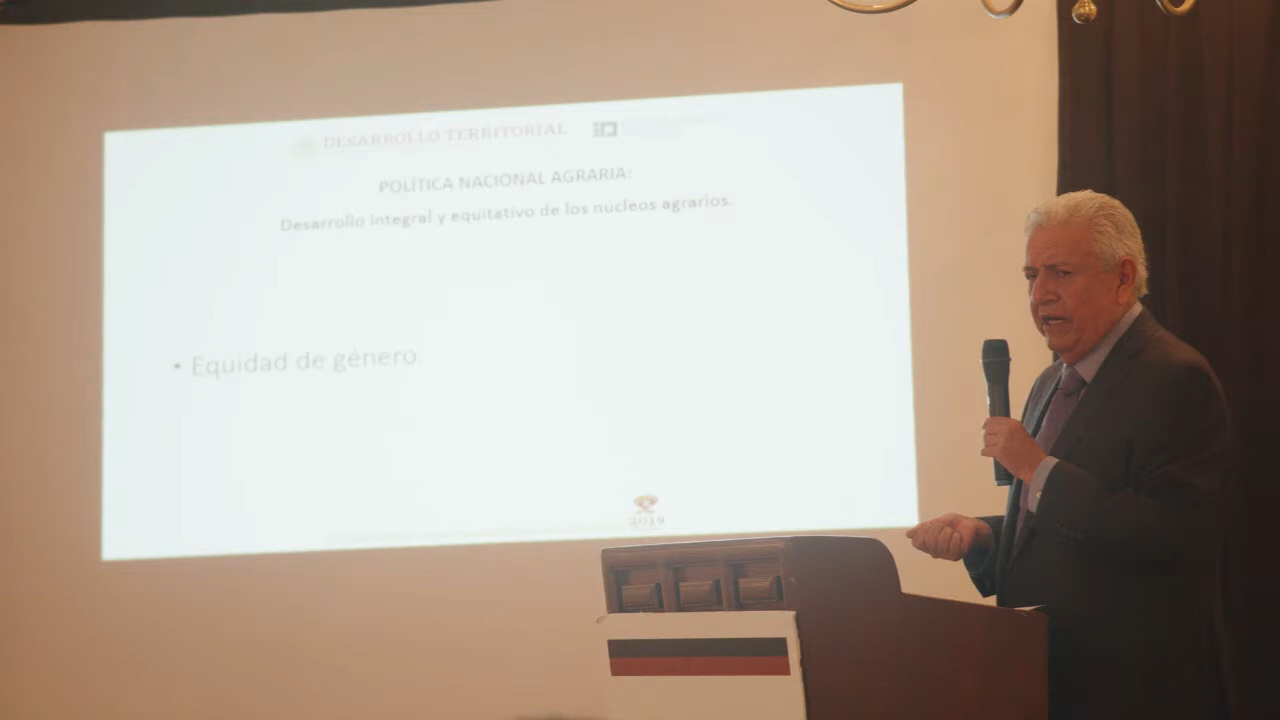 DESARROLLO TERRITORIAL
POLÍTICA NACIONAL AGRARIA:
Desarrollo integral y equitativo de los núcleos agrarios.
• Equidad de género.
2019